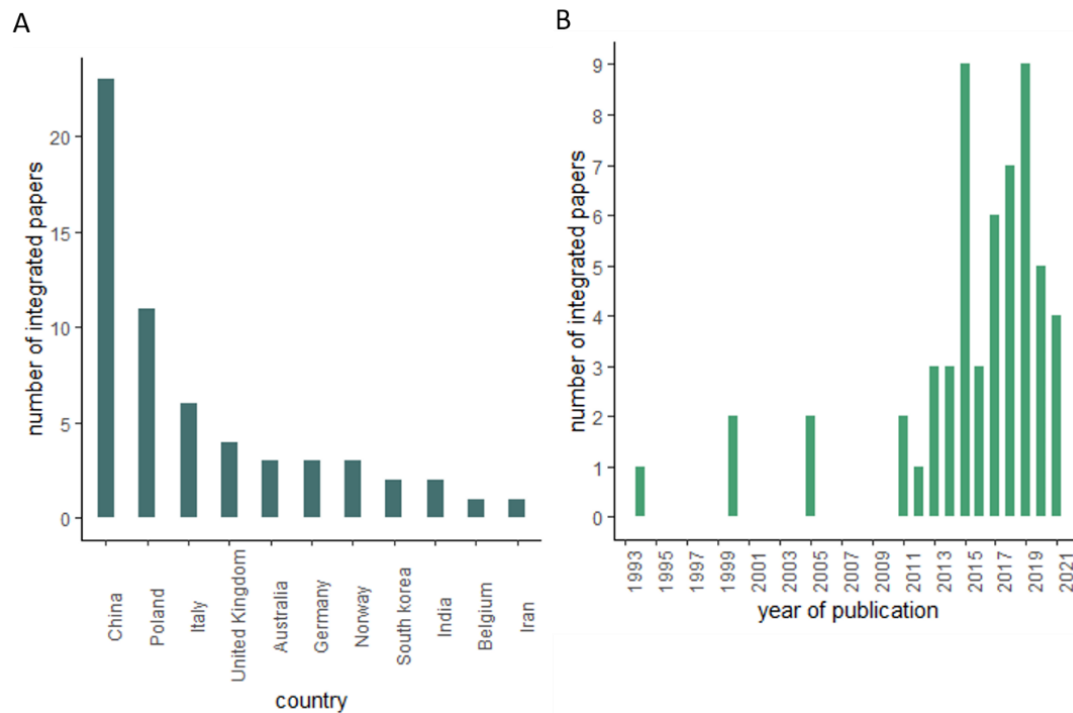 A
number of integrated papers
20
15
10
5
0
China
Poland
Italy
United Kingdom
Australia
Germany
Norway
South korea
India
Belgium
Iran
country
B
number of integrated papers
9
8
7
6
5
4
3
2
1
0
1993
1995
1997
1999
2001
2003
2005
2007
2009
2011
2013
2015
2017
2019
2021
year of publication